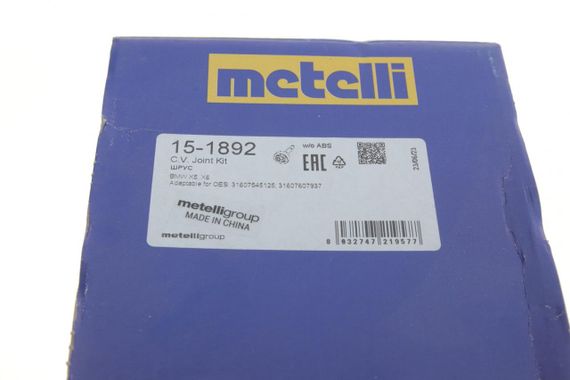 metelli
15-1892
C.V. Joint Kit
ШРУС
BMW X5, X6
Adaptable for OES: 31607545126; 31607607937
w/o ABS
EAC
23/06/23
metelligroup
MADE IN CHINA
metelligroup
8 032747 219577